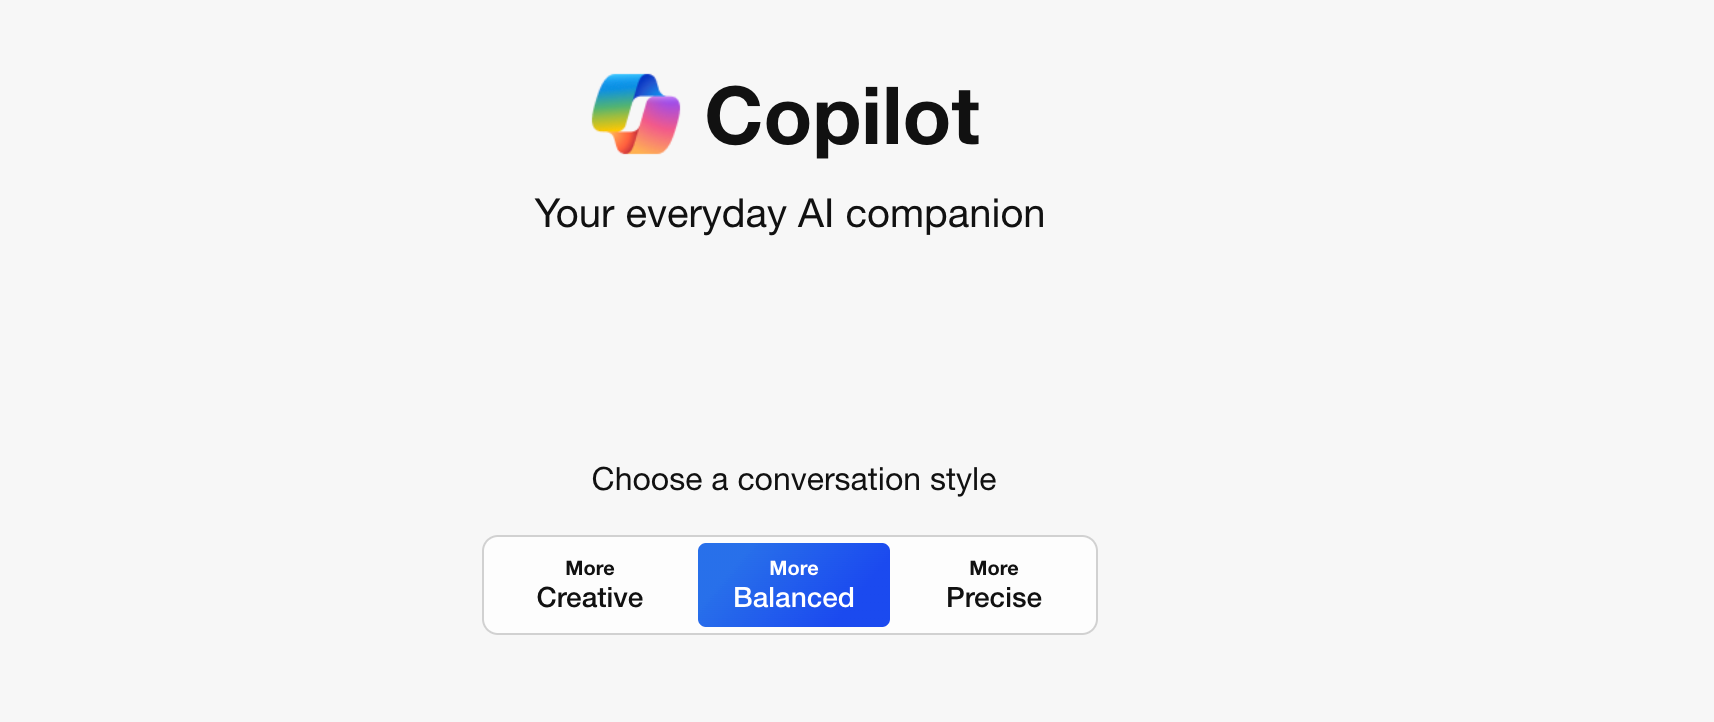 Copilot
Your everyday AI companion
Choose a conversation style
More
Creative
More
Balanced
More
Precise